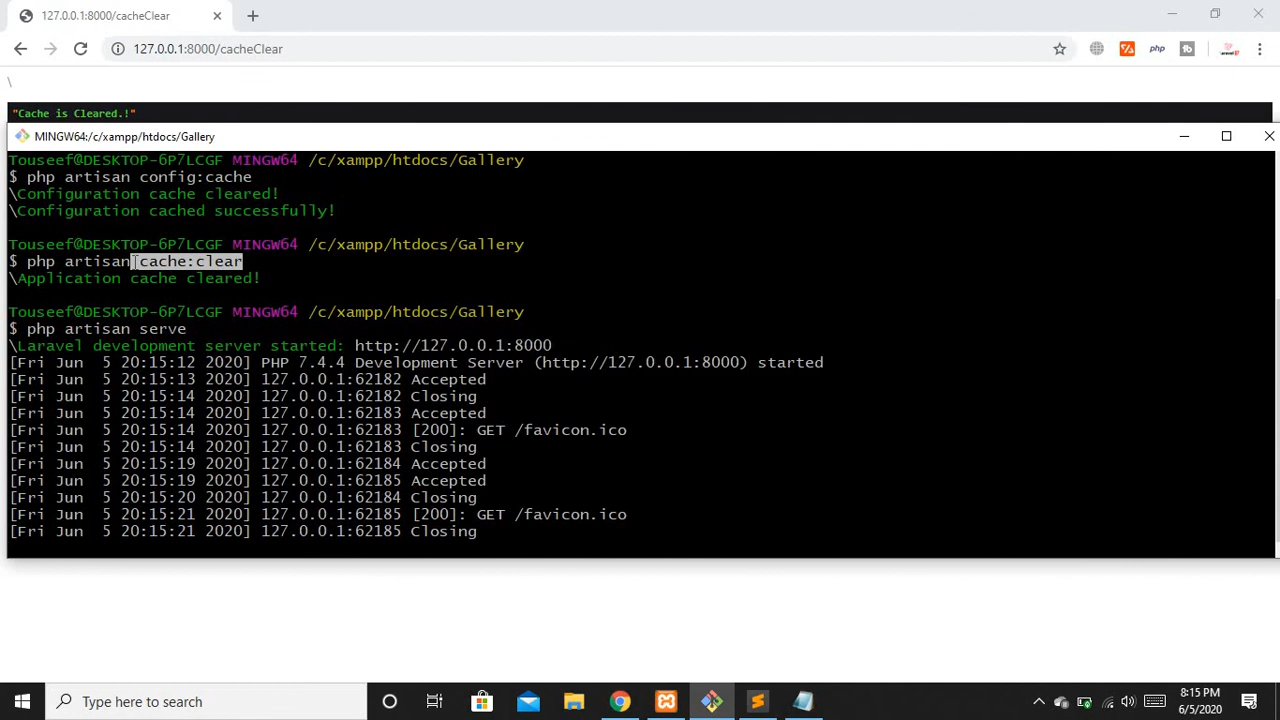 127.0.0.1:8000/cacheClear
127.0.0.1:8000/cacheClear
php
\
"Cache is Cleared.!"
MINGW64:/c/xampp/htdocs/Gallery
Touseef@DESKTOP-6P7LCGF MINGW64 /c/xampp/htdocs/Gallery
$ php artisan config:cache
\Configuration cache cleared!
\Configuration cached successfully!
Touseef@DESKTOP-6P7LCGF MINGW64 /c/xampp/htdocs/Gallery
$ php artisan cache:clear
\Application cache cleared!
Touseef@DESKTOP-6P7LCGF MINGW64 /c/xampp/htdocs/Gallery
$ php artisan serve
\Laravel development server started: http://127.0.0.1:8000
[Fri Jun  5 20:15:12 2020] PHP 7.4.4 Development Server (http://127.0.0.1:8000) started
[Fri Jun  5 20:15:13 2020] 127.0.0.1:62182 Accepted
[Fri Jun  5 20:15:14 2020] 127.0.0.1:62182 Closing
[Fri Jun  5 20:15:14 2020] 127.0.0.1:62183 Accepted
[Fri Jun  5 20:15:14 2020] 127.0.0.1:62183 [200]: GET /favicon.ico
[Fri Jun  5 20:15:14 2020] 127.0.0.1:62183 Closing
[Fri Jun  5 20:15:19 2020] 127.0.0.1:62184 Accepted
[Fri Jun  5 20:15:19 2020] 127.0.0.1:62185 Accepted
[Fri Jun  5 20:15:20 2020] 127.0.0.1:62184 Closing
[Fri Jun  5 20:15:21 2020] 127.0.0.1:62185 [200]: GET /favicon.ico
[Fri Jun  5 20:15:21 2020] 127.0.0.1:62185 Closing
Type here to search
8:15 PM
6/5/2020